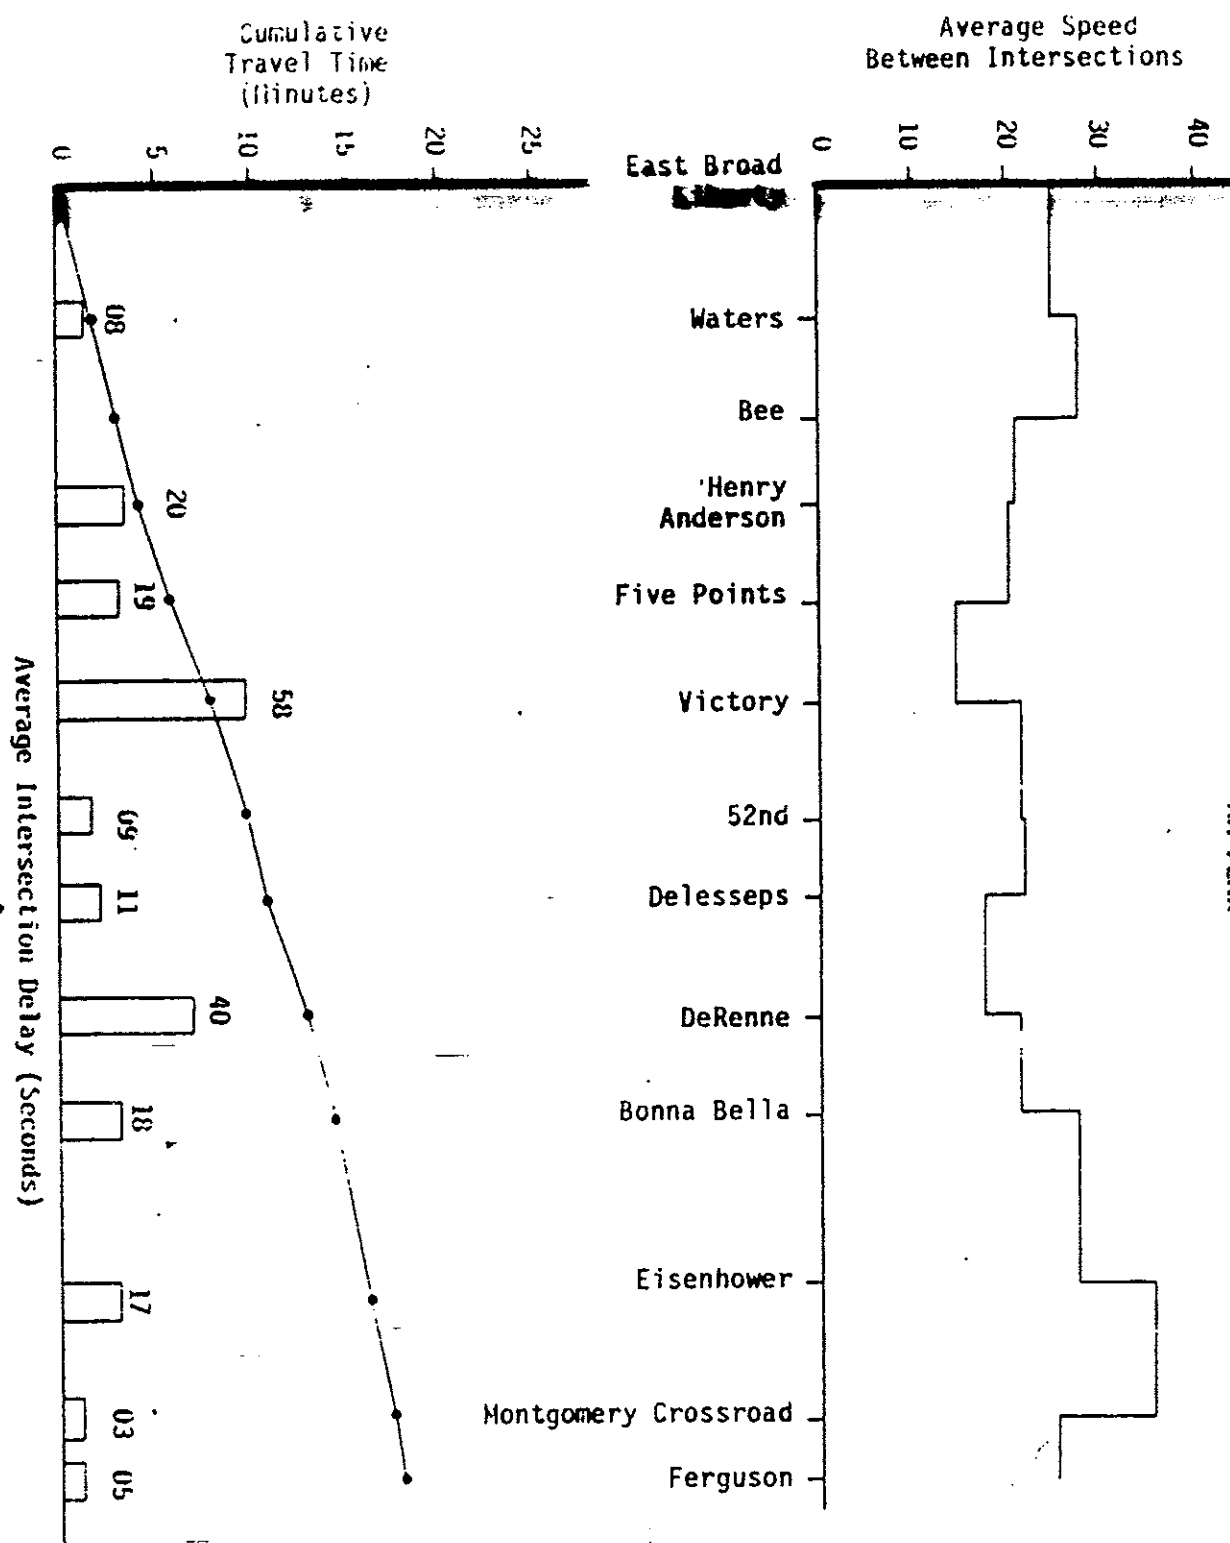 Cumulative
Travel Time
(Minutes)
0
5
10
15
20
25
Average Speed
Between Intersections
0
10
20
30
40
East Broad
Waters
Bee
Henry
Anderson
Five Points
Victory
52nd
Delesseps
DeRenne
Bonna Bella
Eisenhower
Montgomery Crossroad
Ferguson
08
20
19
58
09
11
40
18
17
03
05
Average Intersection Delay (Seconds)